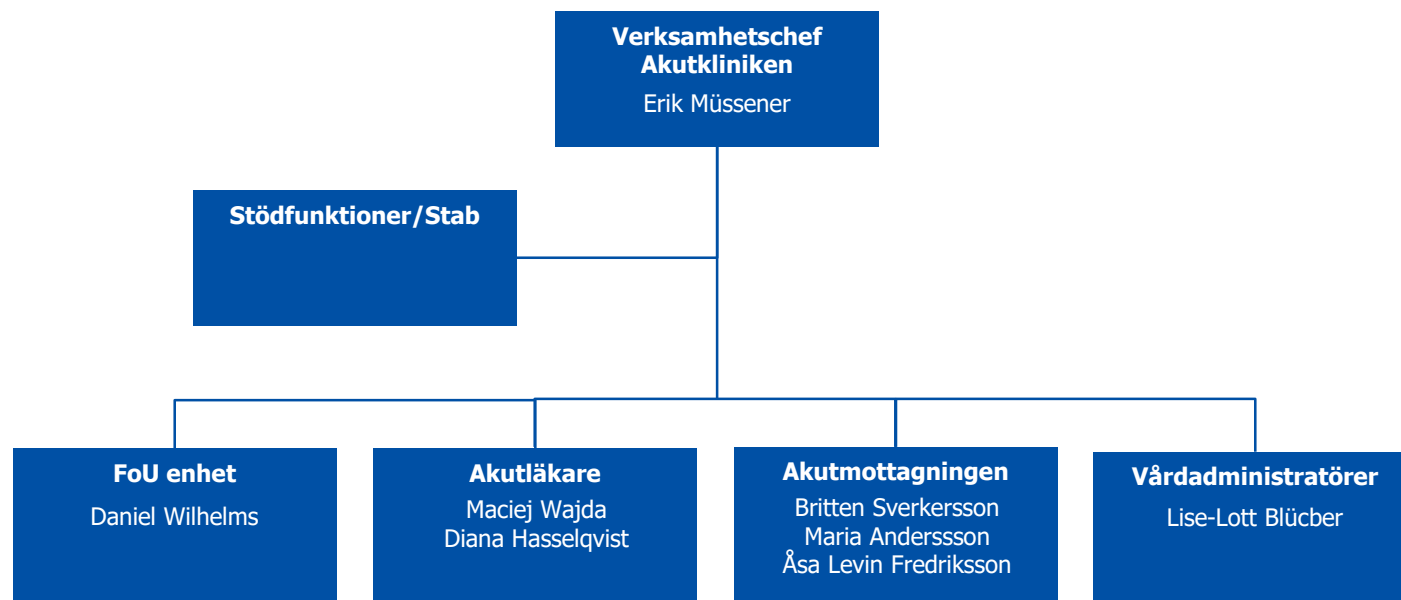 Verksamhetschef
Akutkliniken
Erik Müssener
Stödfunktioner/Stab
FoU enhet
Daniel Wilhelms
Akutläkare
Maciej Wajda
Diana Hasselqvist
Akutmottagningen
Britten Sverkersson
Maria Anderssson
Åsa Levin Fredriksson
Vårdadministratörer
Lise-Lott Blücber